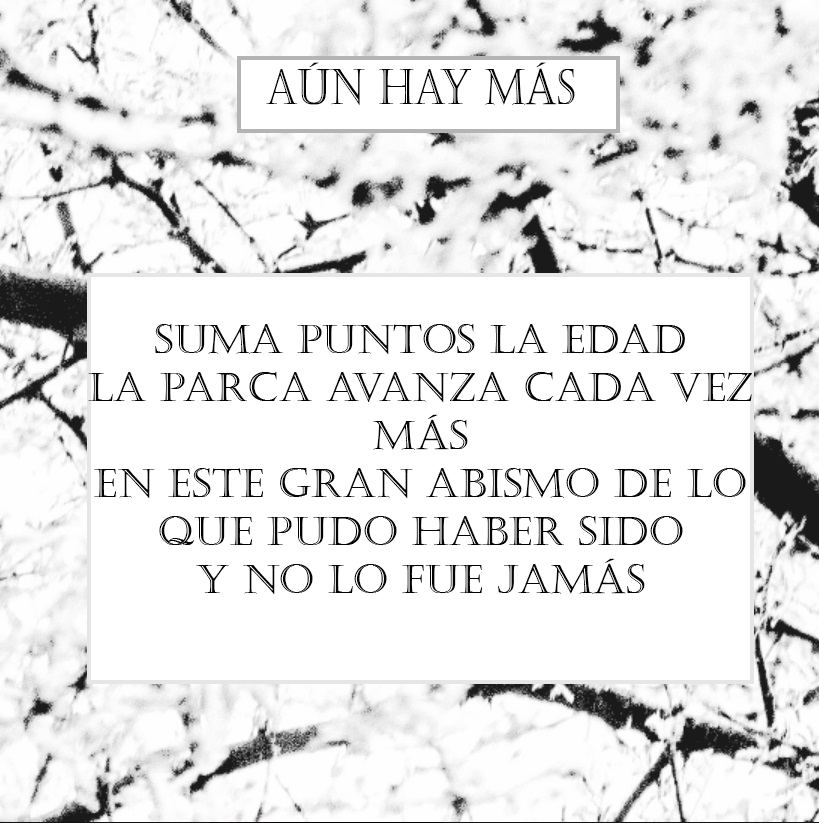 AÚN HAY MÁS
SUMA PUNTOS LA EDAD
LA PARCA AVANZA CADA VEZ
MÁS
EN ESTE GRAN ABISMO DE LO
QUE PUDO HABER SIDO
Y NO LO FUE JAMÁS